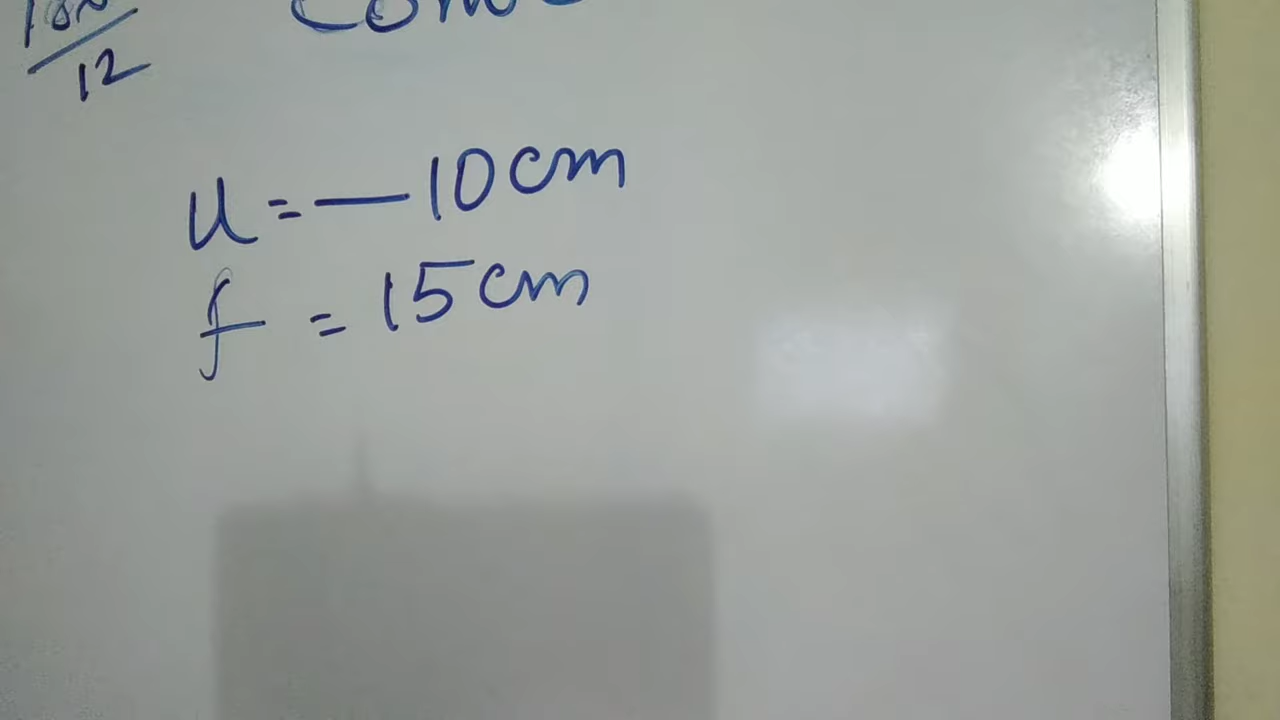 12
u = — 10cm
f = 15cm